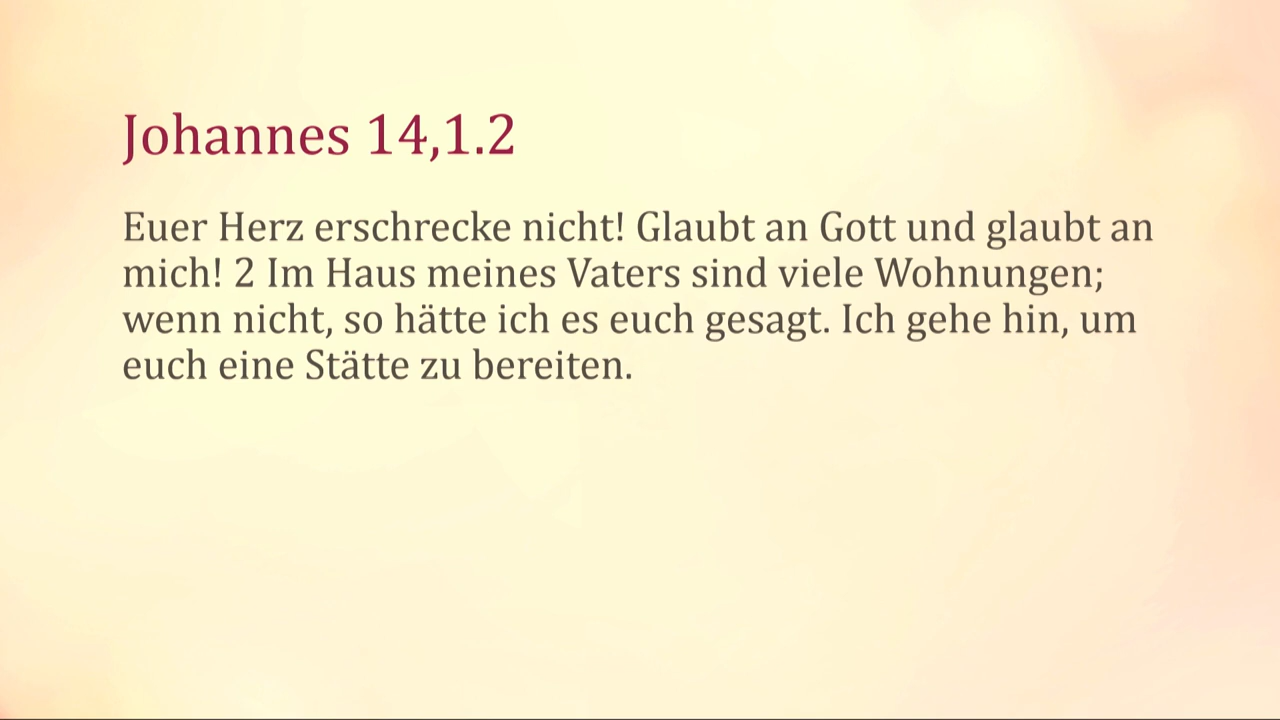 Johannes 14,1.2
Euer Herz erschrecke nicht! Glaubt an Gott und glaubt an
mich! 2 Im Haus meines Vaters sind viele Wohnungen;
wenn nicht, so hätte ich es euch gesagt. Ich gehe hin, um
euch eine Stätte zu bereiten.